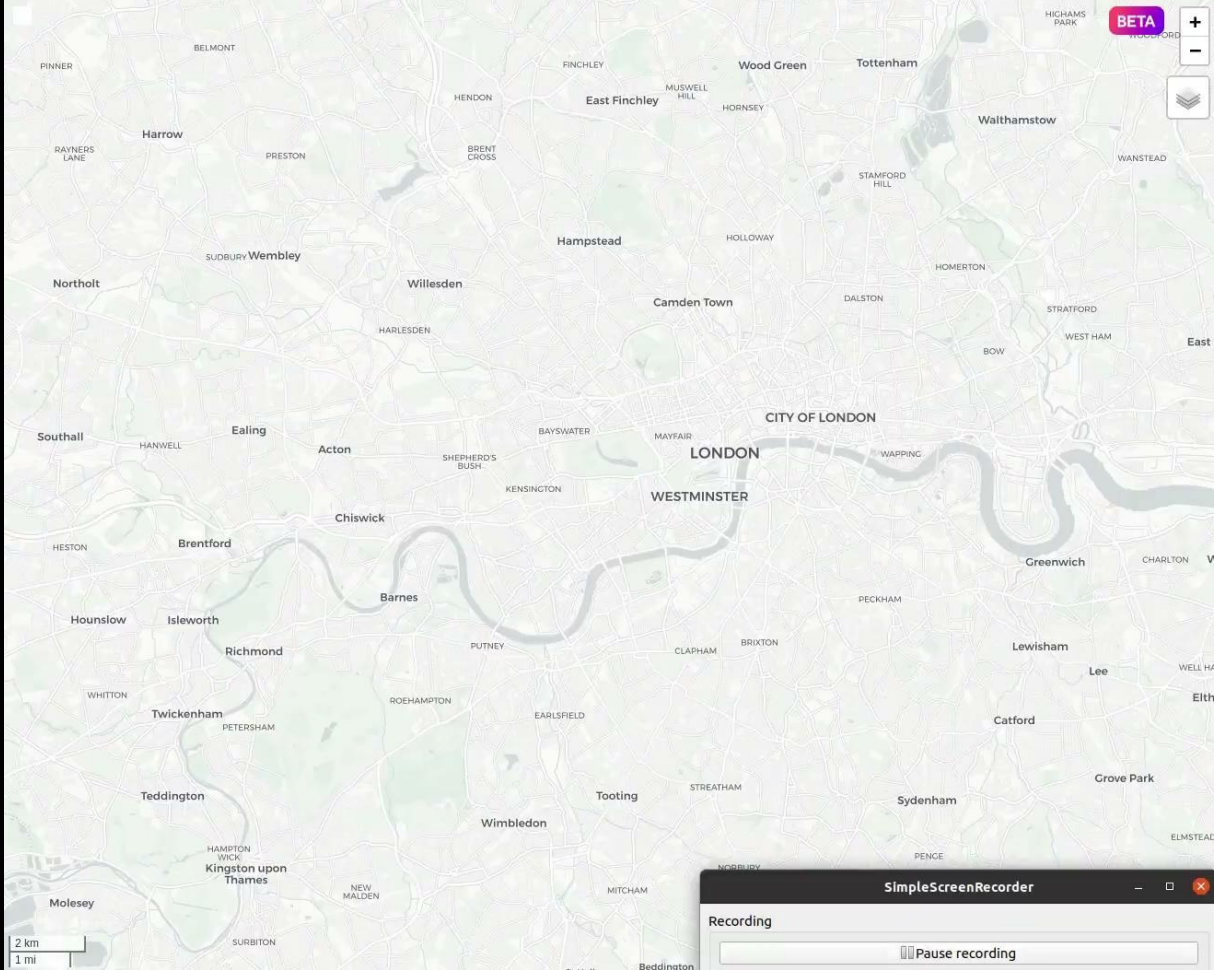 HIGHAMS
PARK
BETA
+
WOODFORD
BELMONT
−
PINNER
FINCHLEY
Wood Green
Tottenham
MUSWELL
HILL
HENDON
East Finchley
HORNSEY
Walthamstow
Harrow
RAYNERS
LANE
PRESTON
BRENT
CROSS
WANSTEAD
STAMFORD
HILL
Hampstead
HOLLOWAY
SUDBURY
Wembley
HOMERTON
Northolt
Willesden
Camden Town
DALSTON
STRATFORD
HARLESDEN
WEST HAM
East
BOW
CITY OF LONDON
Southall
HANWELL
Ealing
Acton
BAYSWATER
MAYFAIR
LONDON
WAPPING
SHEPHERD'S
BUSH
KENSINGTON
WESTMINSTER
Chiswick
HESTON
Brentford
Greenwich
CHARLTON
W
Barnes
PECKHAM
Hounslow
Isleworth
Richmond
PUTNEY
CLAPHAM
BRIXTON
Lewisham
Lee
WELL HA
WHITTON
ROEHAMPTON
Elth
Twickenham
PETERSHAM
EARLSFIELD
Catford
Grove Park
Teddington
Tooting
STREATHAM
Sydenham
Wimbledon
ELMSTEAD
HAMPTON
WICK
Kingston upon
Thames
PENGE
NORBURY
NEW
MALDEN
MITCHAM
Molesey
SURBITON
Beddington
2 km
1 mi
SimpleScreenRecorder
Recording
Pause recording